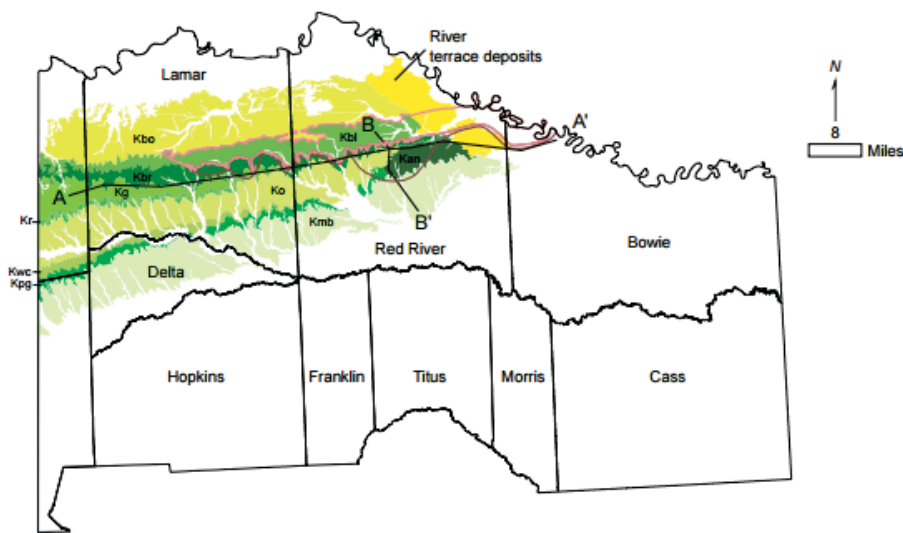 River
terrace deposits
Lamar
N
8
Miles
Kbo
B
Kbl
A'
Kbr
Kan
A
Kg
Ko
Kr
Kmb
B'
Red River
Bowie
Kwc
Delta
Kpg
Hopkins
Franklin
Titus
Morris
Cass